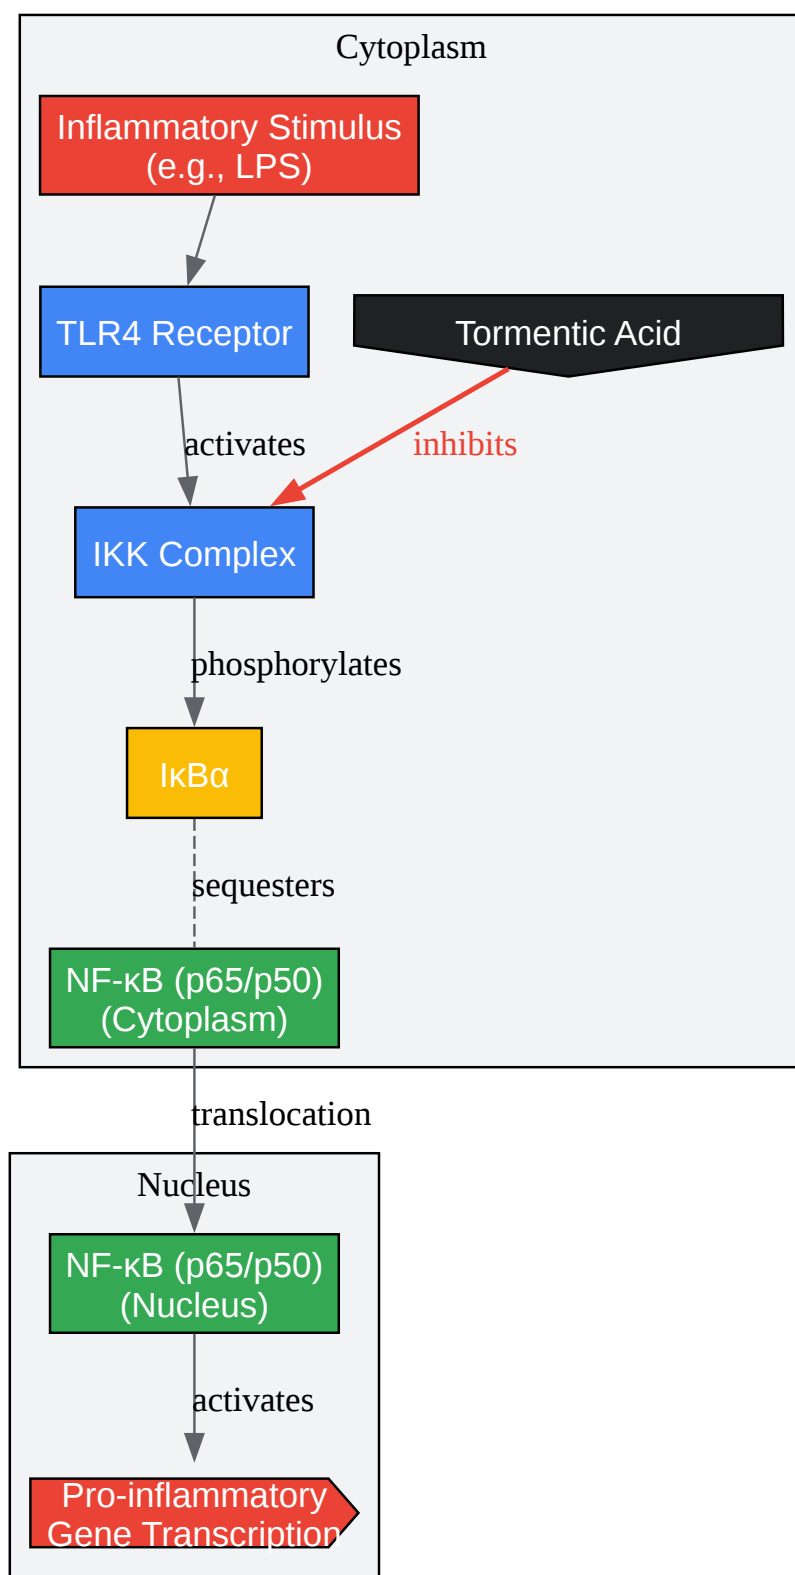 Cytoplasm
Inflammatory Stimulus
(e.g., LPS)
TLR4 Receptor
Tormentic Acid
activates
inhibits
IKK Complex
phosphorylates
IκBα
sequesters
NF-κB (p65/p50)
(Cytoplasm)
translocation
Nucleus
NF-κB (p65/p50)
(Nucleus)
activates
Pro-inflammatory
Gene Transcription